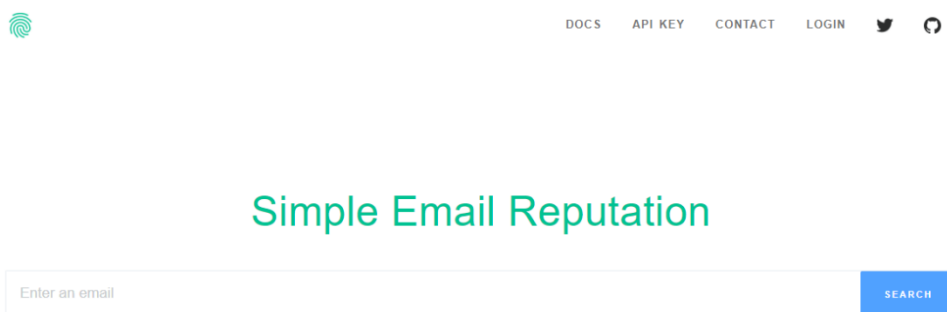 DOCS API KEY CONTACT LOGIN
Simple Email Reputation
Enter an email SEARCH